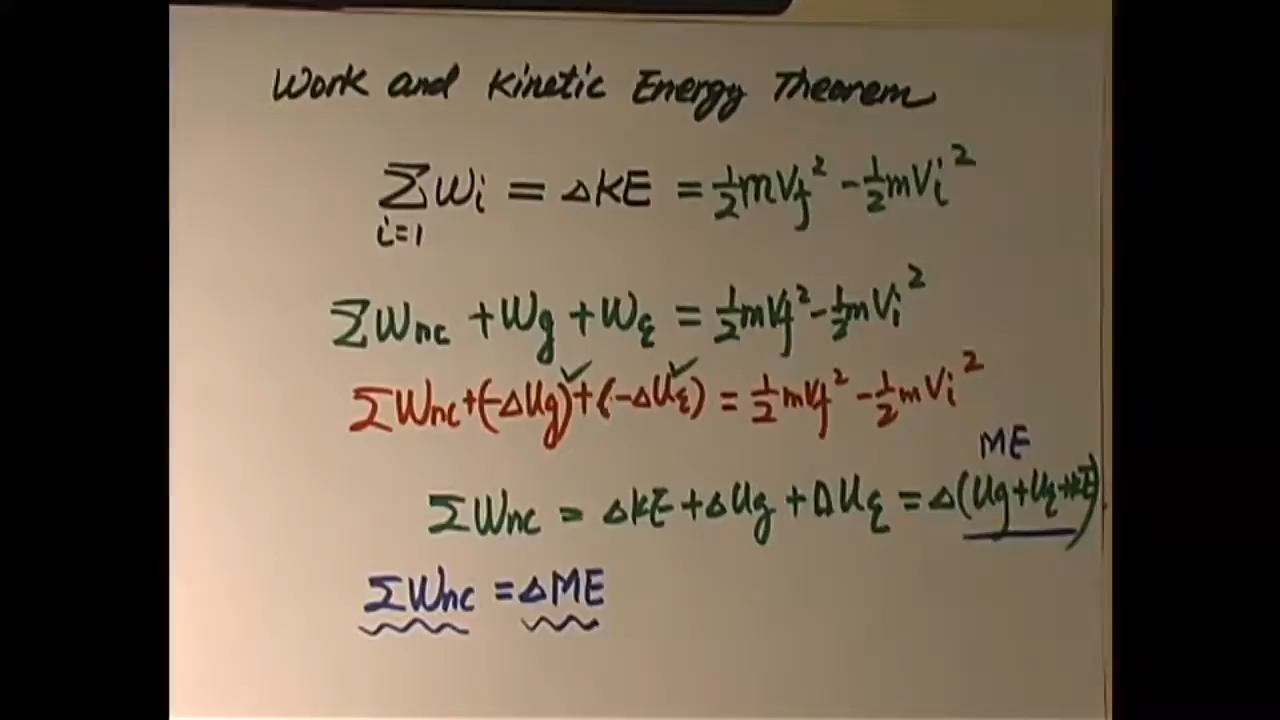 Work and Kinetic Energy Theorem
Σ Wi = ΔKE = ½mVf² - ½mVi²
i=1
ΣWnc + Wg + Wε = ½mVf² - ½mVi²
ΣWnc + (-ΔUg) + (-ΔUε) = ½mVf² - ½mVi²
ME
ΣWnc = ΔKE + ΔUg + ΔUε = Δ(Ug + Uε + KE)
ΣWnc = ΔME